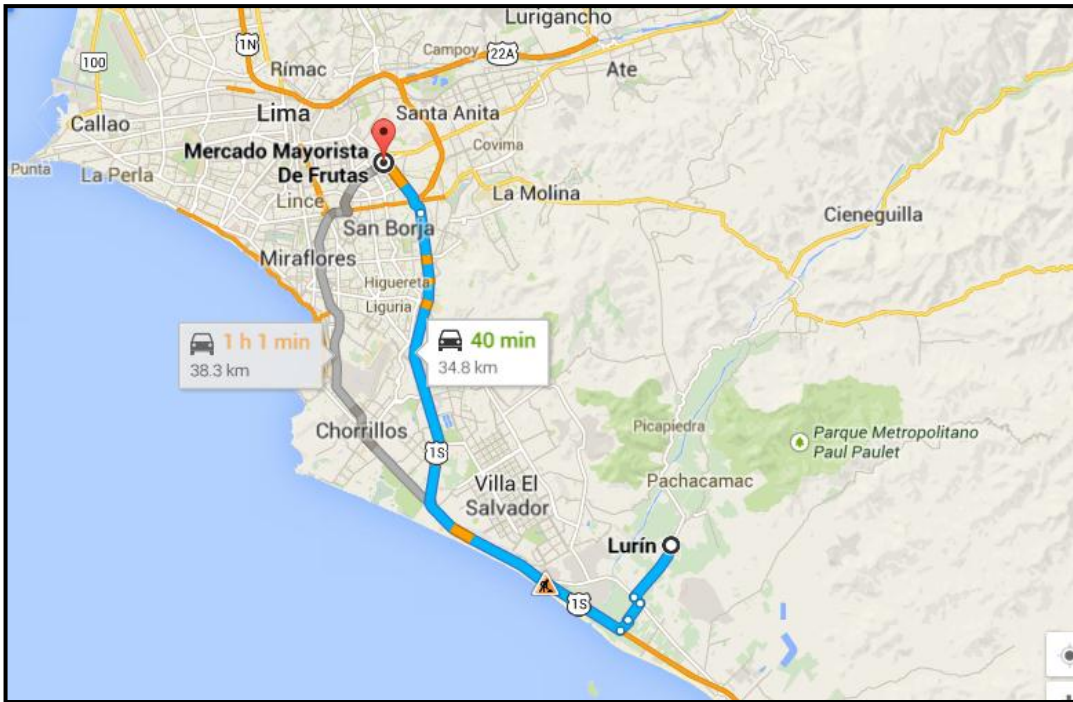 Lurigancho
1N
Campoy
22A
100
Rímac
Ate
Lima
Santa Anita
Callao
Mercado Mayorista
De Frutas
Covima
Punta
La Perla
Lince
La Molina
Cieneguilla
San Borja
Miraflores
Higuereta
Liguria
1 h 1 min
38.3 km
40 min
34.8 km
Chorrillos
Picapiedra
Parque Metropolitano
Paul Paulet
1S
Villa El
Salvador
Pachacamac
Lurín
1S